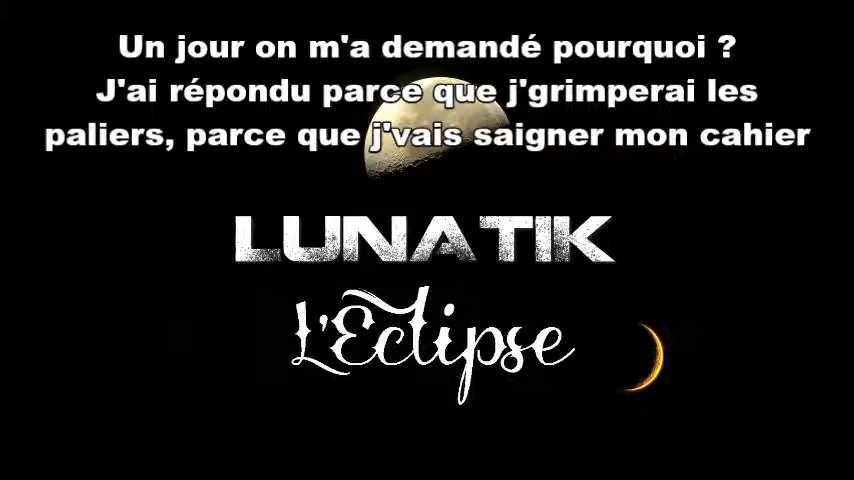 Un jour on m'a demandé pourquoi ?
J'ai répondu parce que j'grimperai les
paliers, parce que j'vais saigner mon cahier
LUNATIK
L'Eclipse